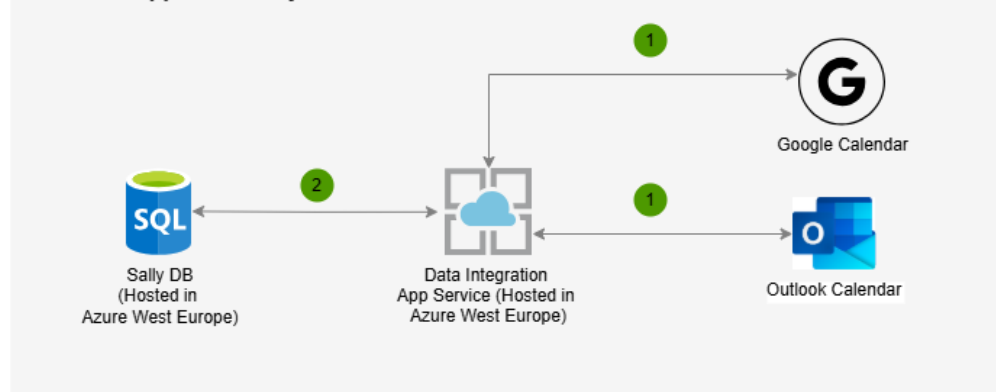 1
G
Google Calendar
2
1
SQL
O
Sally DB
(Hosted in
Azure West Europe)
Data Integration
App Service (Hosted in
Azure West Europe)
Outlook Calendar